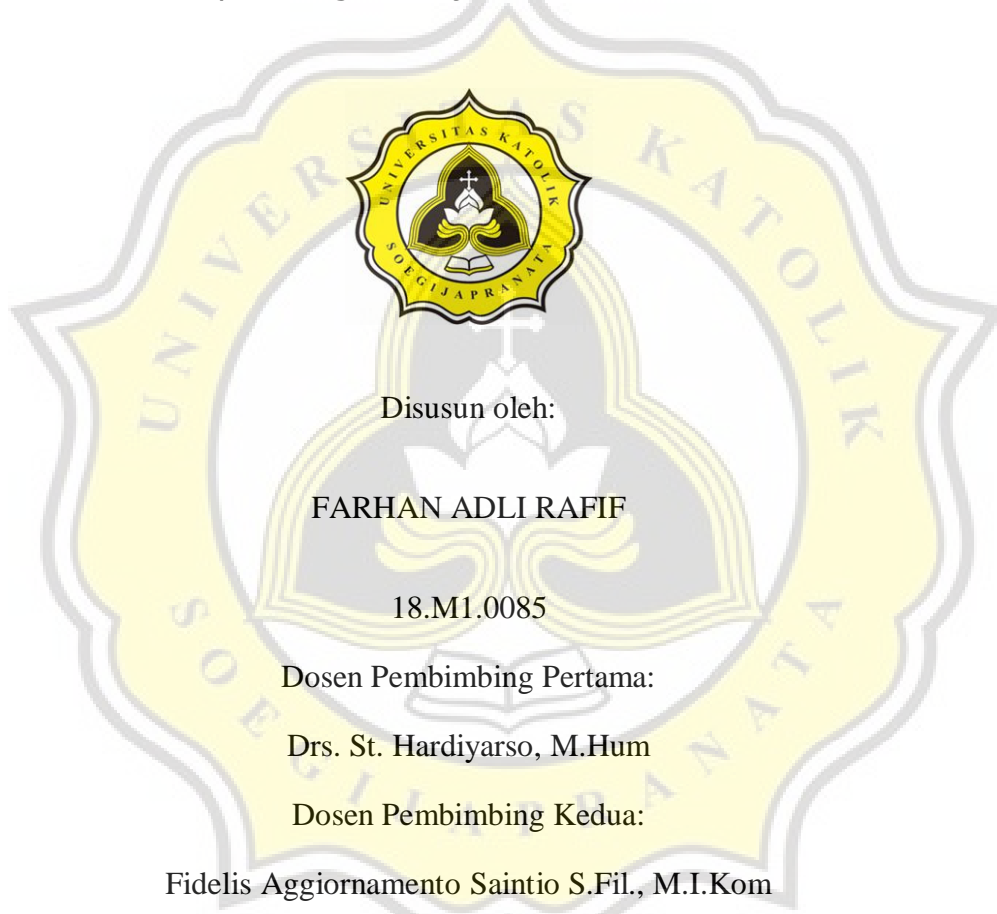 UNIVERSITAS KATOLIK
SOEGIJAPRANATA
Disusun oleh:
FARHAN ADLI RAFIF
18.M1.0085
Dosen Pembimbing Pertama:
Drs. St. Hardiyarso, M.Hum
Dosen Pembimbing Kedua:
Fidelis Aggiornamento Saintio S.Fil., M.I.Kom